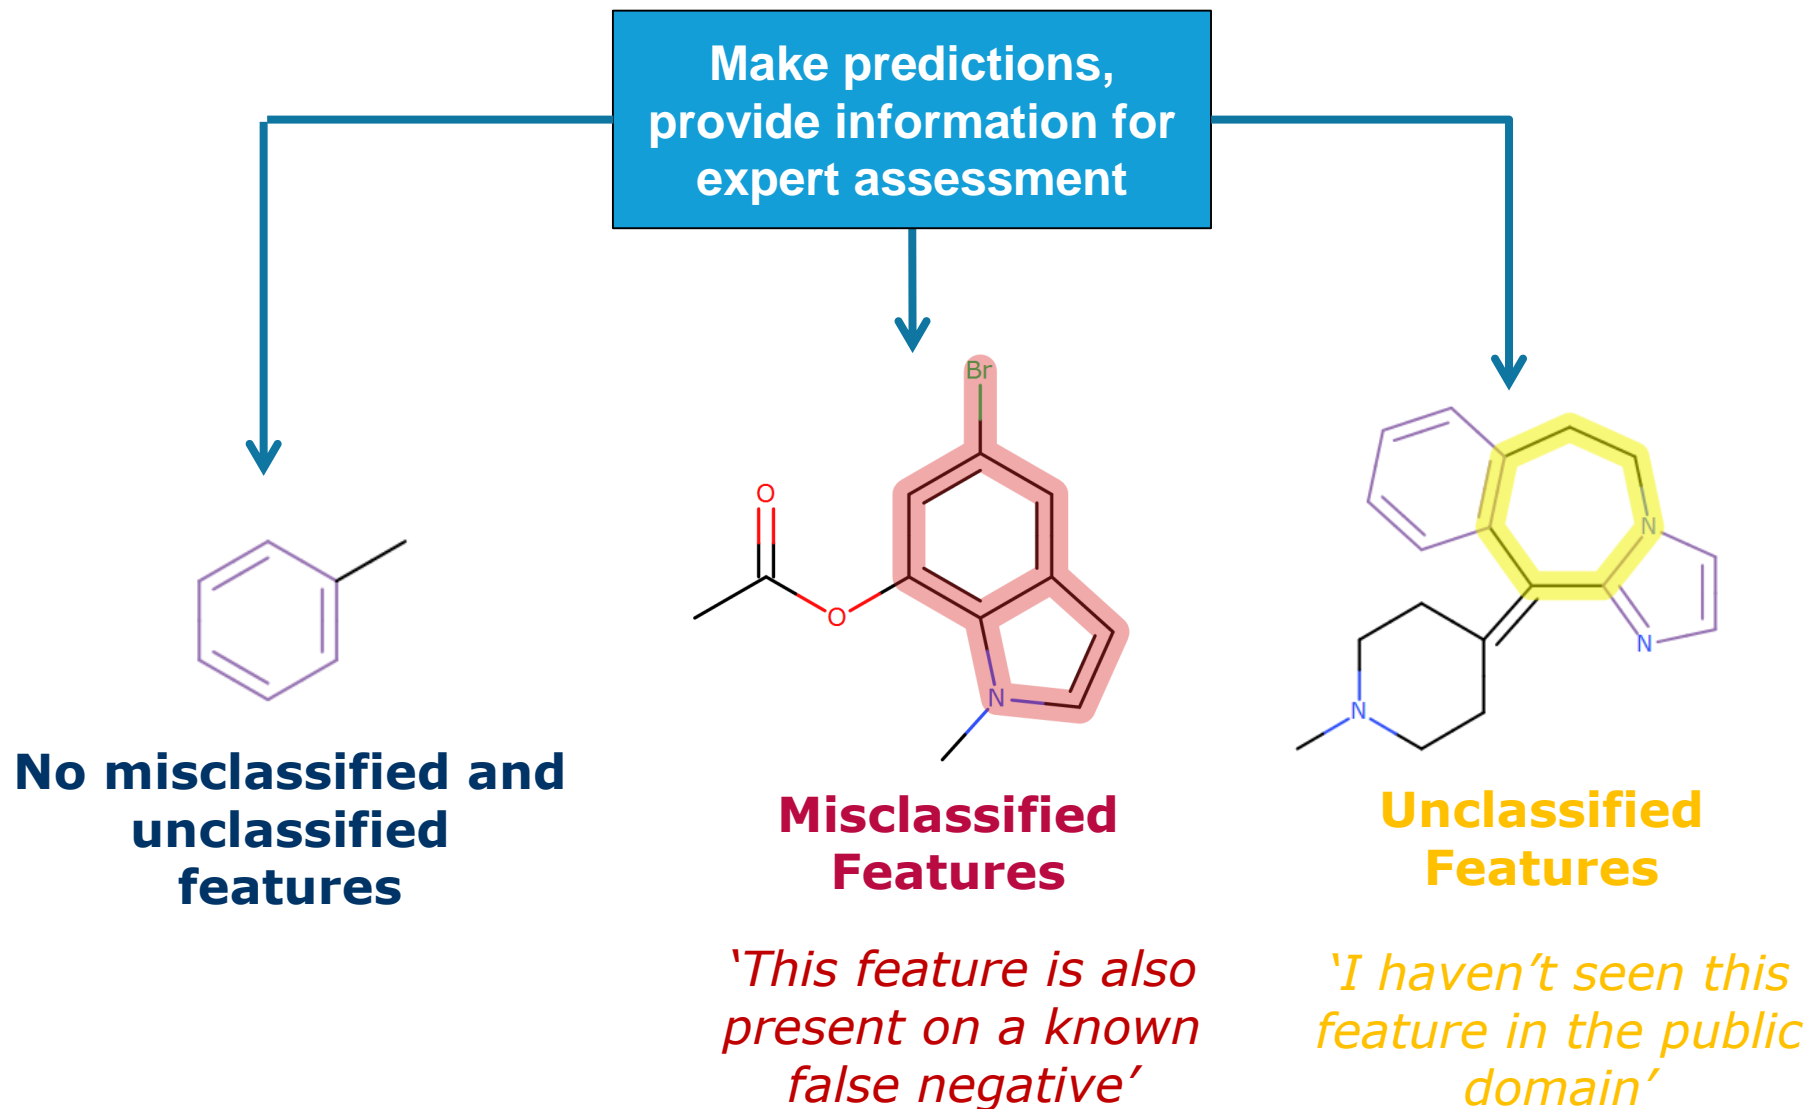 Make predictions,
provide information for
expert assessment
Br
O
O
N
N
N
N
No misclassified and
unclassified
features
Misclassified
Features
Unclassified
Features
‘This feature is also
present on a known
false negative’
‘I haven’t seen this
feature in the public
domain’